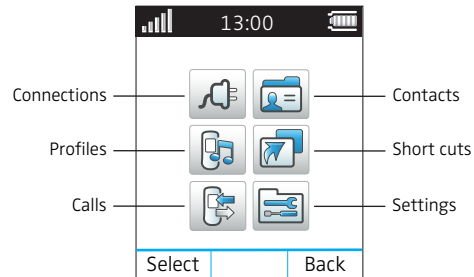 13:00
Connections
Contacts
Profiles
Short cuts
Calls
Settings
Select
Back